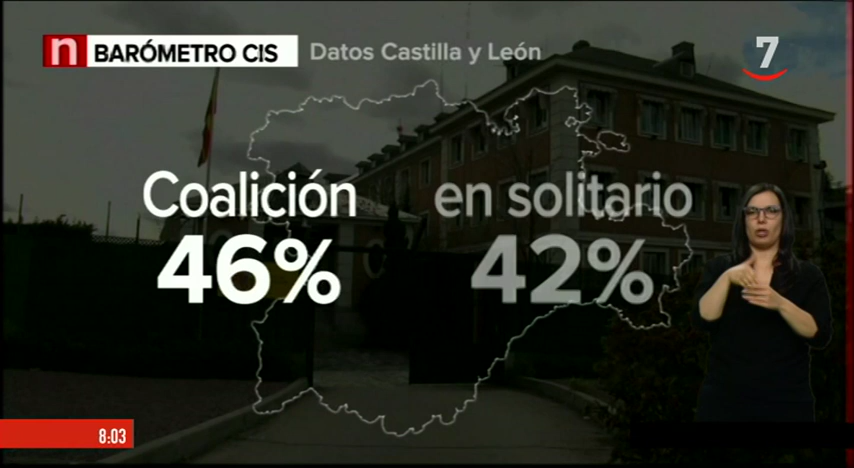 n BARÓMETRO CIS Datos Castilla y León
7
Coalición en solitario
46% 42%
8:03